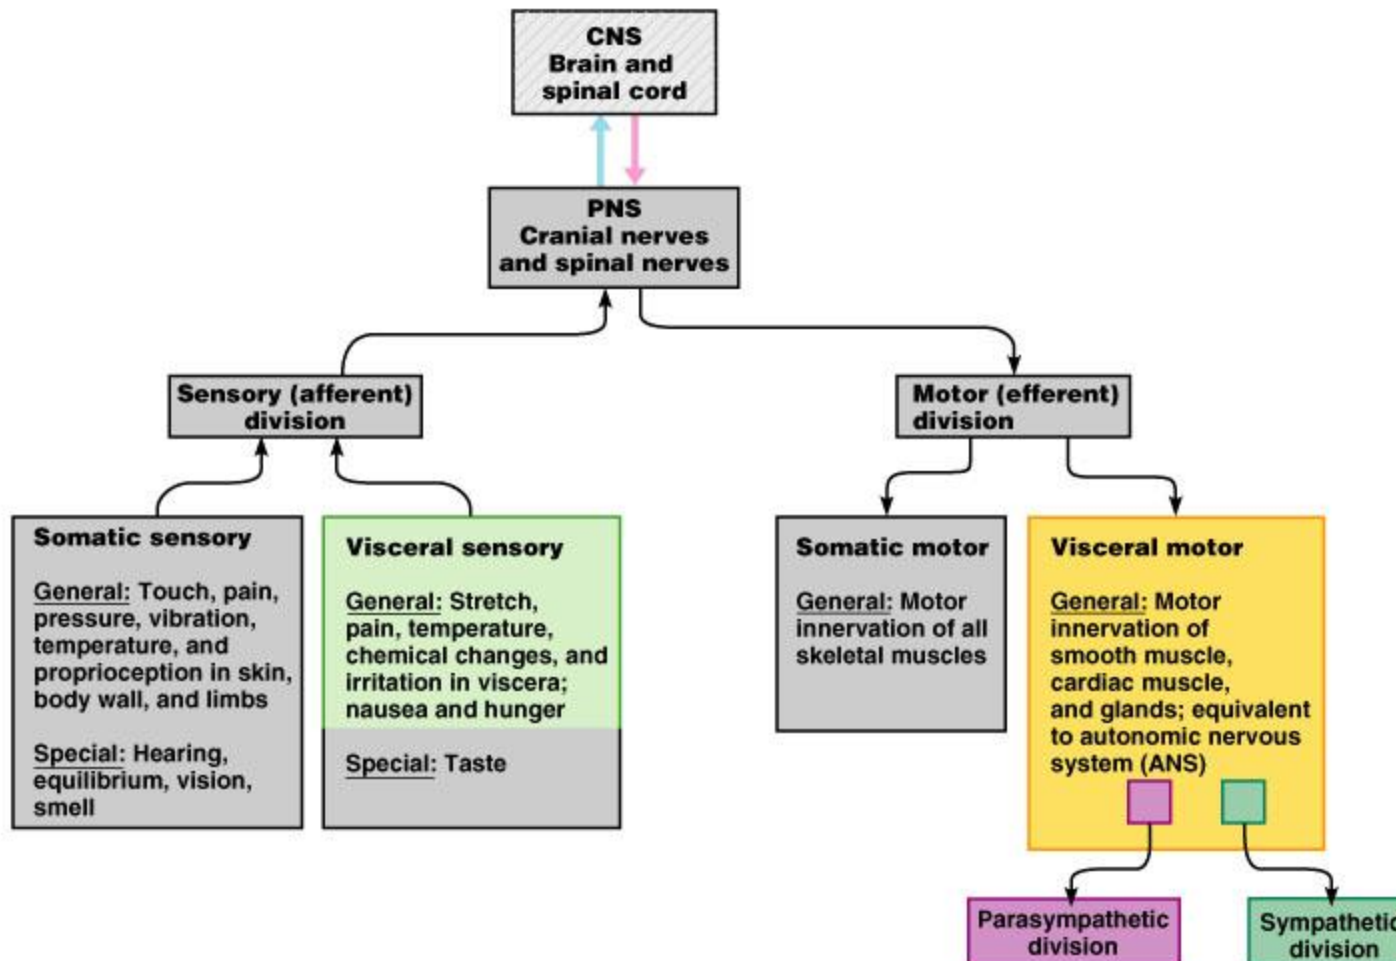 CNS
Brain and
spinal cord
PNS
Cranial nerves
and spinal nerves
Sensory (afferent)
division
Motor (efferent)
division
Somatic sensory
General: Touch, pain,
pressure, vibration,
temperature, and
proprioception in skin,
body wall, and limbs
Special: Hearing,
equilibrium, vision,
smell
Visceral sensory
General: Stretch,
pain, temperature,
chemical changes, and
irritation in viscera;
nausea and hunger
Special: Taste
Somatic motor
General: Motor
innervation of all
skeletal muscles
Visceral motor
General: Motor
innervation of
smooth muscle,
cardiac muscle,
and glands; equivalent
to autonomic nervous
system (ANS)
Parasympathetic
division
Sympathetic
division